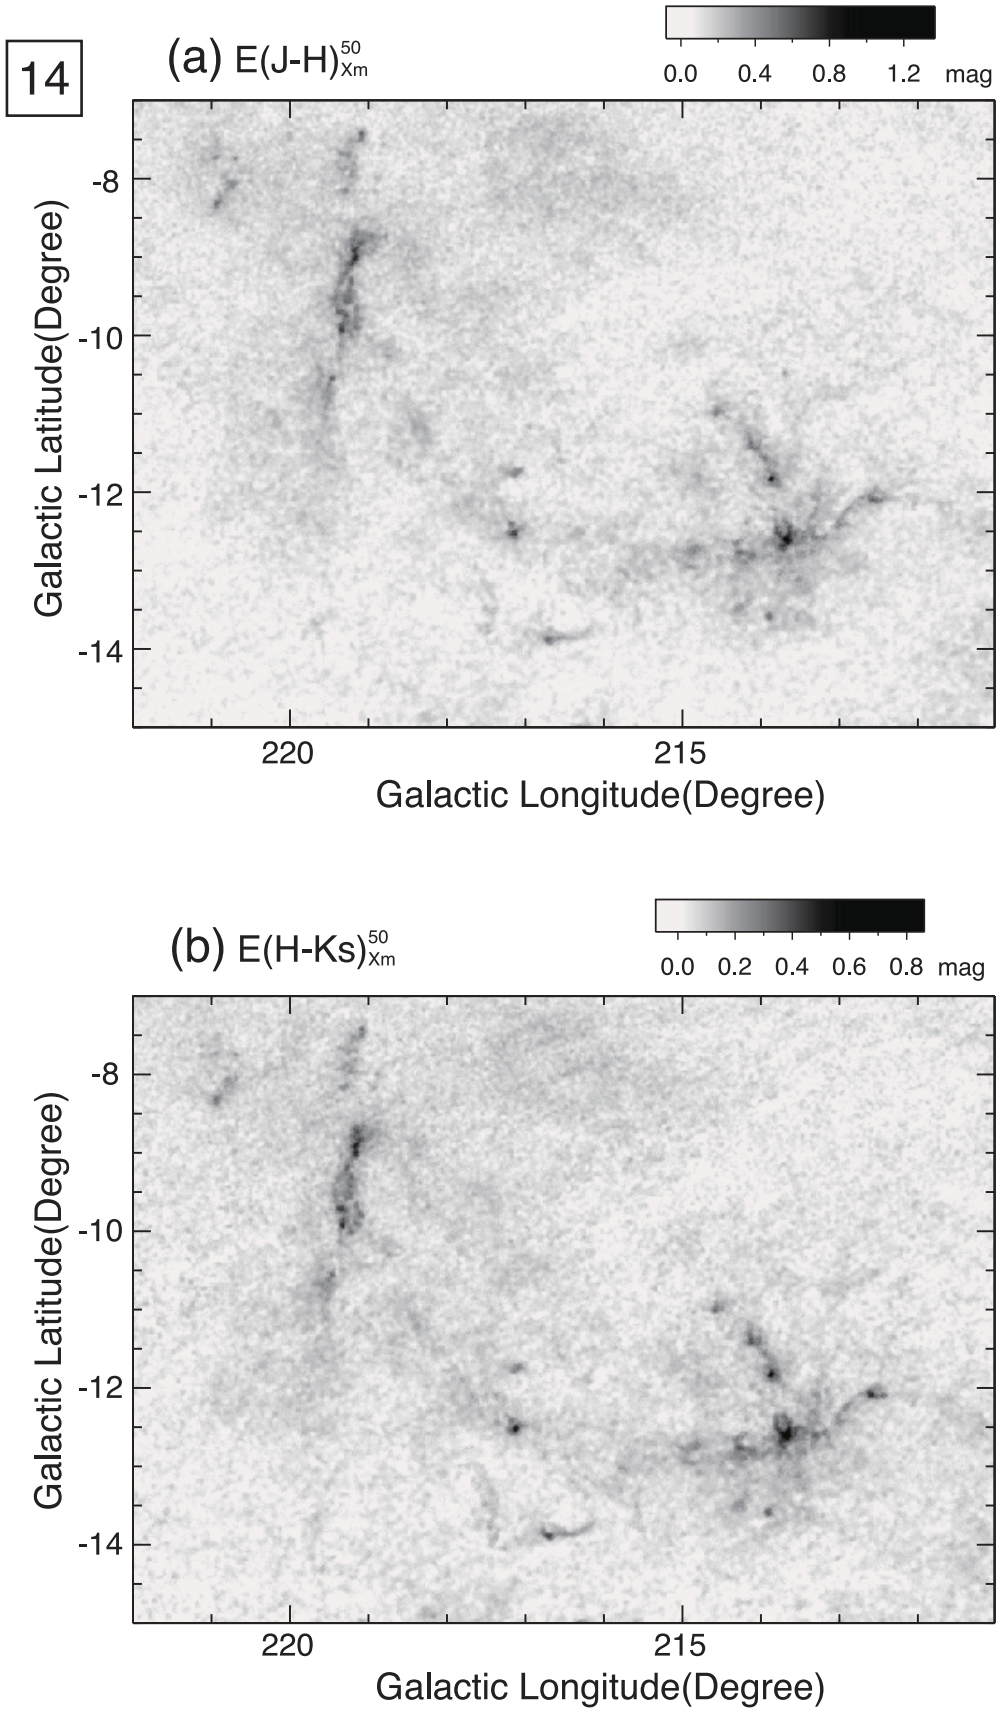 14
(a) E(J-H)50Xm
0.0 0.4 0.8 1.2 mag
-8
-10
-12
-14
Galactic Latitude(Degree)
220 215
Galactic Longitude(Degree)
(b) E(H-Ks)50Xm
0.0 0.2 0.4 0.6 0.8 mag
-8
-10
-12
-14
Galactic Latitude(Degree)
220 215
Galactic Longitude(Degree)